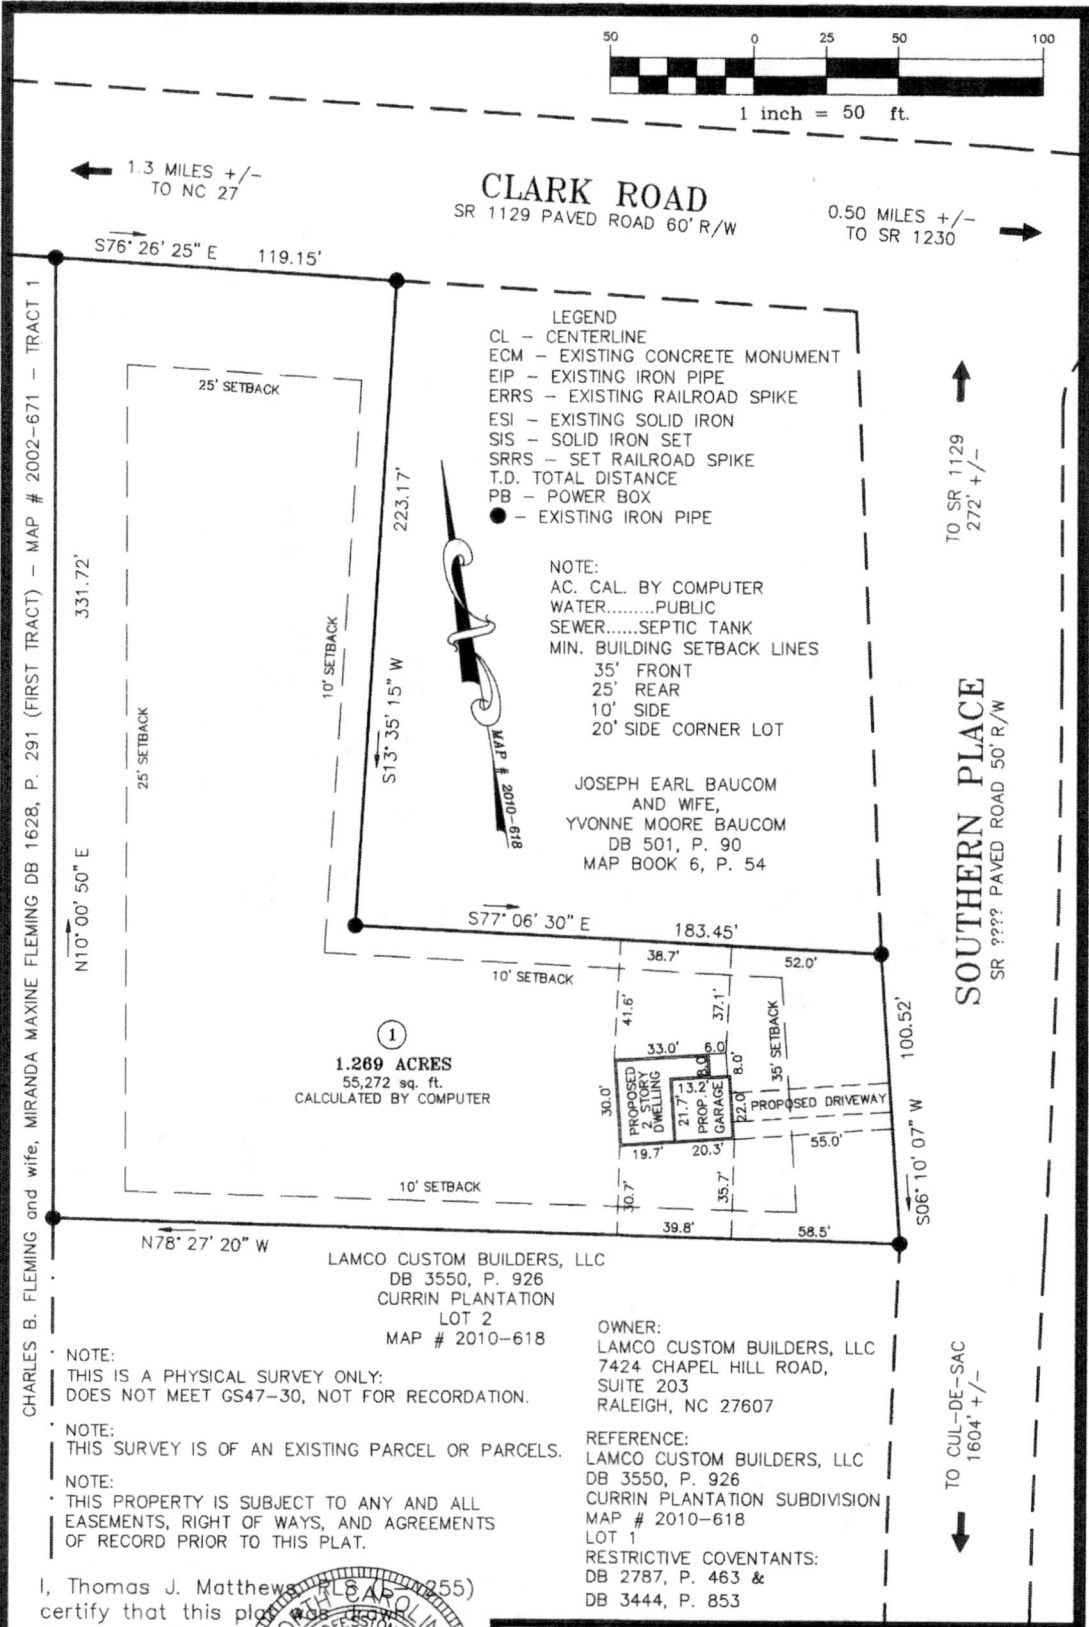 50 0 25 50 100
1 inch = 50 ft.
1.3 MILES +/-
TO NC 27
CLARK ROAD
SR 1129 PAVED ROAD 60' R/W
0.50 MILES +/-
TO SR 1230
S76° 26' 25" E 119.15'
CHARLES B. FLEMING and wife, MIRANDA MAXINE FLEMING DB 1628, P. 291 (FIRST TRACT) - MAP # 2002-671 - TRACT 1
N10° 00' 50" E 331.72'
25' SETBACK
25' SETBACK
10' SETBACK
223.17'
S13° 35' 15" W
LEGEND
CL - CENTERLINE
ECM - EXISTING CONCRETE MONUMENT
EIP - EXISTING IRON PIPE
ERRS - EXISTING RAILROAD SPIKE
ESI - EXISTING SOLID IRON
SIS - SOLID IRON SET
SRRS - SET RAILROAD SPIKE
T.D. TOTAL DISTANCE
PB - POWER BOX
● - EXISTING IRON PIPE
MAP # 2010-618
NOTE:
AC. CAL. BY COMPUTER
WATER.........PUBLIC
SEWER......SEPTIC TANK
MIN. BUILDING SETBACK LINES
35' FRONT
25' REAR
10' SIDE
20' SIDE CORNER LOT
JOSEPH EARL BAUCOM
AND WIFE,
YVONNE MOORE BAUCOM
DB 501, P. 90
MAP BOOK 6, P. 54
TO SR 1129
272' +/-
SOUTHERN PLACE
SR ???? PAVED ROAD 50' R/W
S77° 06' 30" E 183.45'
38.7' 52.0'
10' SETBACK
41.6'
37.1'
35' SETBACK
100.52'
S06° 10' 07" W
1
1.269 ACRES
55,272 sq. ft.
CALCULATED BY COMPUTER
33.0' 6.0'
8.0'
8.0'
30.0'
PROPOSED
2 STORY
DWELLING
13.2'
21.7'
PROP.
GARAGE
22.0'
PROPOSED DRIVEWAY
19.7' 20.3' 55.0'
10' SETBACK
30.7'
35.7'
39.8' 58.5'
N78° 27' 20" W
LAMCO CUSTOM BUILDERS, LLC
DB 3550, P. 926
CURRIN PLANTATION
LOT 2
MAP # 2010-618
NOTE:
THIS IS A PHYSICAL SURVEY ONLY:
DOES NOT MEET GS47-30, NOT FOR RECORDATION.
NOTE:
THIS SURVEY IS OF AN EXISTING PARCEL OR PARCELS.
NOTE:
THIS PROPERTY IS SUBJECT TO ANY AND ALL
EASEMENTS, RIGHT OF WAYS, AND AGREEMENTS
OF RECORD PRIOR TO THIS PLAT.
OWNER:
LAMCO CUSTOM BUILDERS, LLC
7424 CHAPEL HILL ROAD,
SUITE 203
RALEIGH, NC 27607
REFERENCE:
LAMCO CUSTOM BUILDERS, LLC
DB 3550, P. 926
CURRIN PLANTATION SUBDIVISION
MAP # 2010-618
LOT 1
RESTRICTIVE COVENTANTS:
DB 2787, P. 463 &
DB 3444, P. 853
TO CUL-DE-SAC
1604' +/-
I, Thomas J. Matthews, RLS 255)
certify that this plat was drawn
NORTH CAROLIN